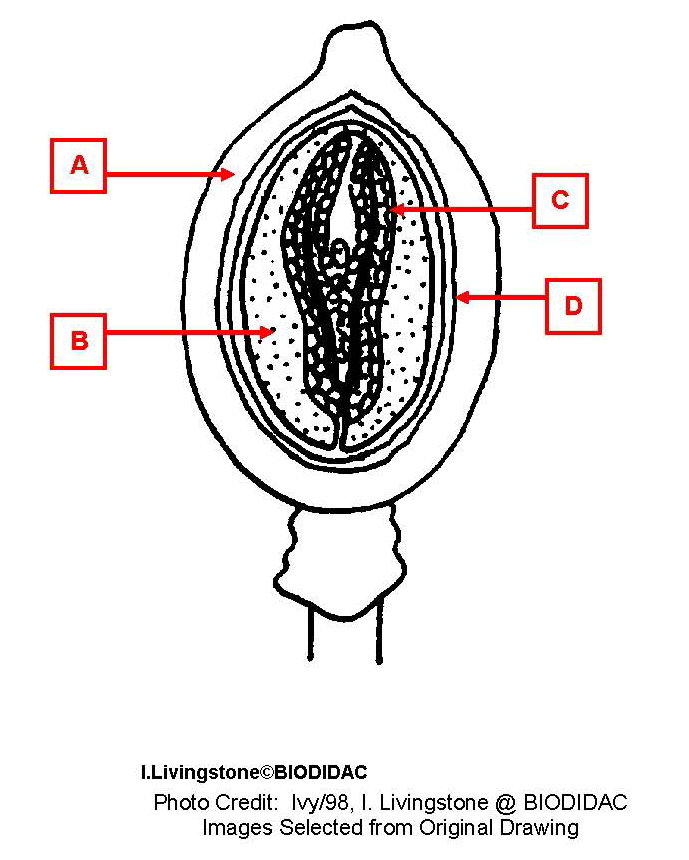 A
C
D
B
I.Livingstone©BIODIDAC
Photo Credit: Ivy/98, I. Livingstone @ BIODIDAC
Images Selected from Original Drawing